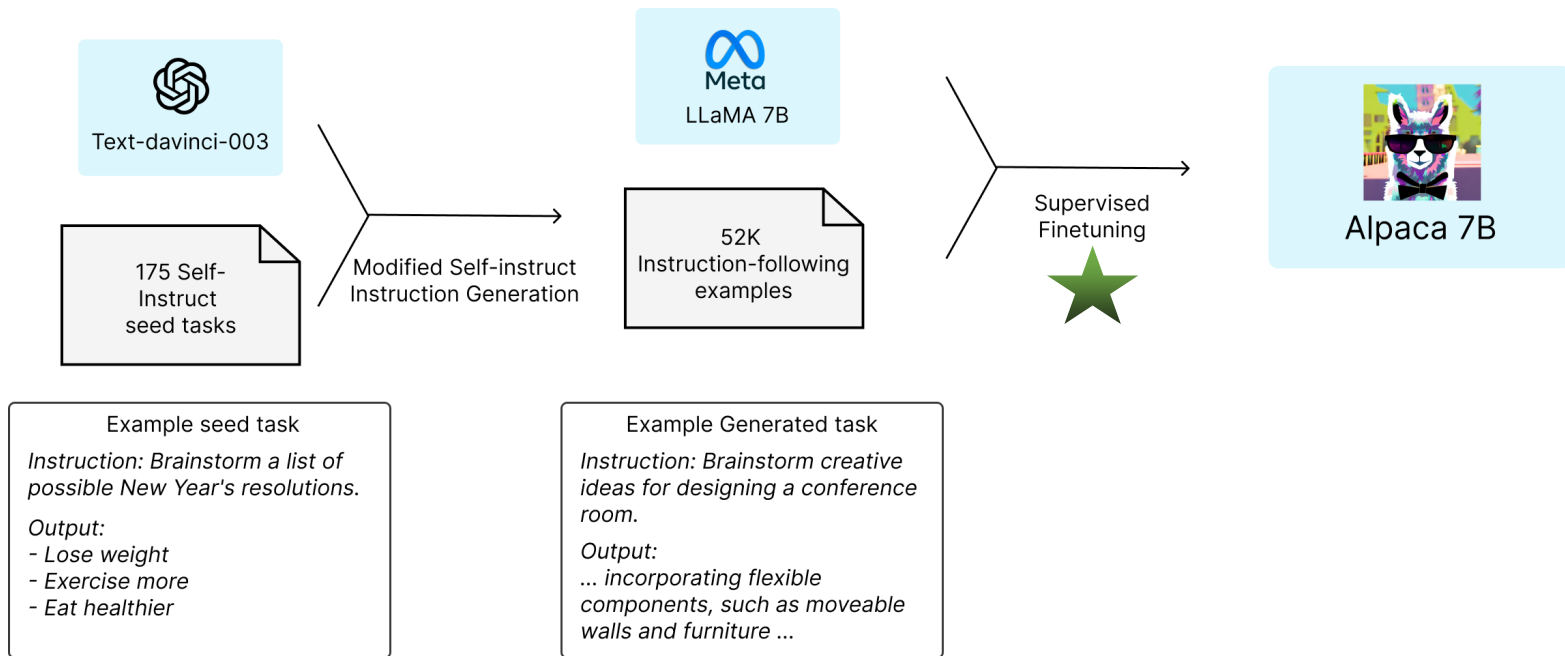 Text-davinci-003
175 Self-
Instruct
seed tasks
Modified Self-instruct
Instruction Generation
Meta
LLaMA 7B
52K
Instruction-following
examples
Supervised
Finetuning
Alpaca 7B
Example seed task
Instruction: Brainstorm a list of
possible New Year's resolutions.
Output:
- Lose weight
- Exercise more
- Eat healthier
Example Generated task
Instruction: Brainstorm creative
ideas for designing a conference
room.
Output:
... incorporating flexible
components, such as moveable
walls and furniture ...